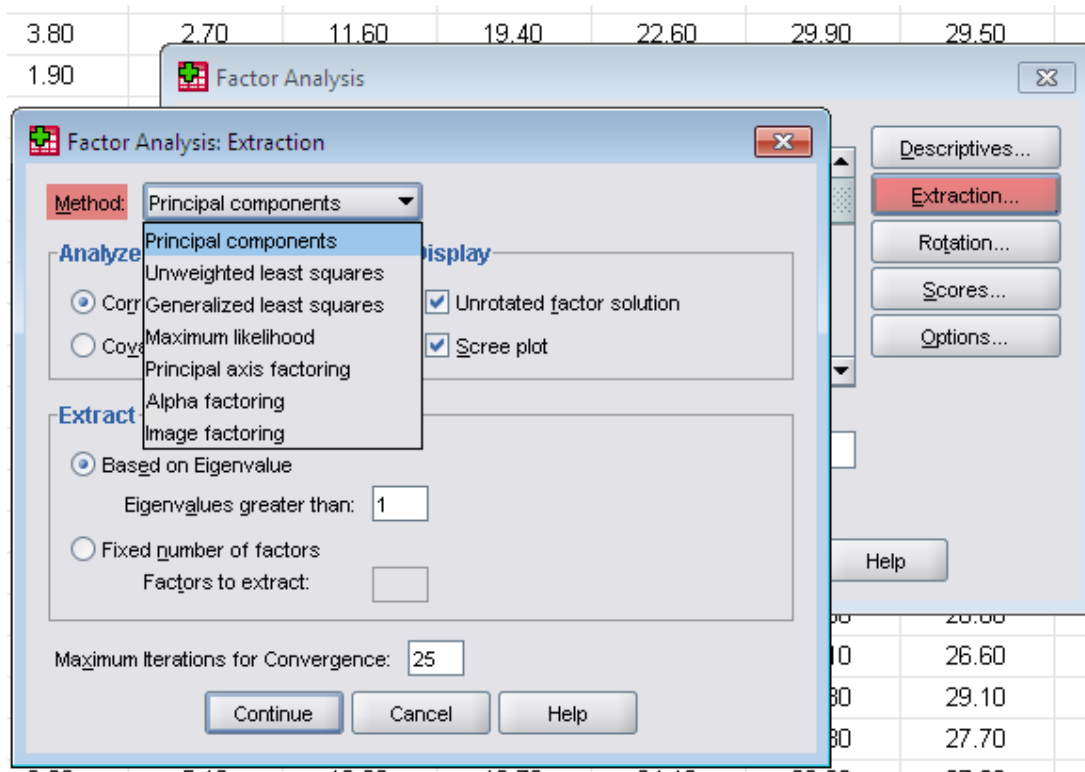 3.80 2.70 11.60 19.40 22.60 29.90 29.50
1.90
Factor Analysis
Descriptives...
Extraction...
Rotation...
Scores...
Options...
Help
Factor Analysis: Extraction
Method: Principal components
Principal components
Unweighted least squares
Generalized least squares
Maximum likelihood
Principal axis factoring
Alpha factoring
Image factoring
Analyze
Display
Unrotated factor solution
Scree plot
Extract
Based on Eigenvalue
Eigenvalues greater than: 1
Fixed number of factors
Factors to extract:
Maximum Iterations for Convergence: 25
Continue Cancel Help
26.60
29.10
27.70